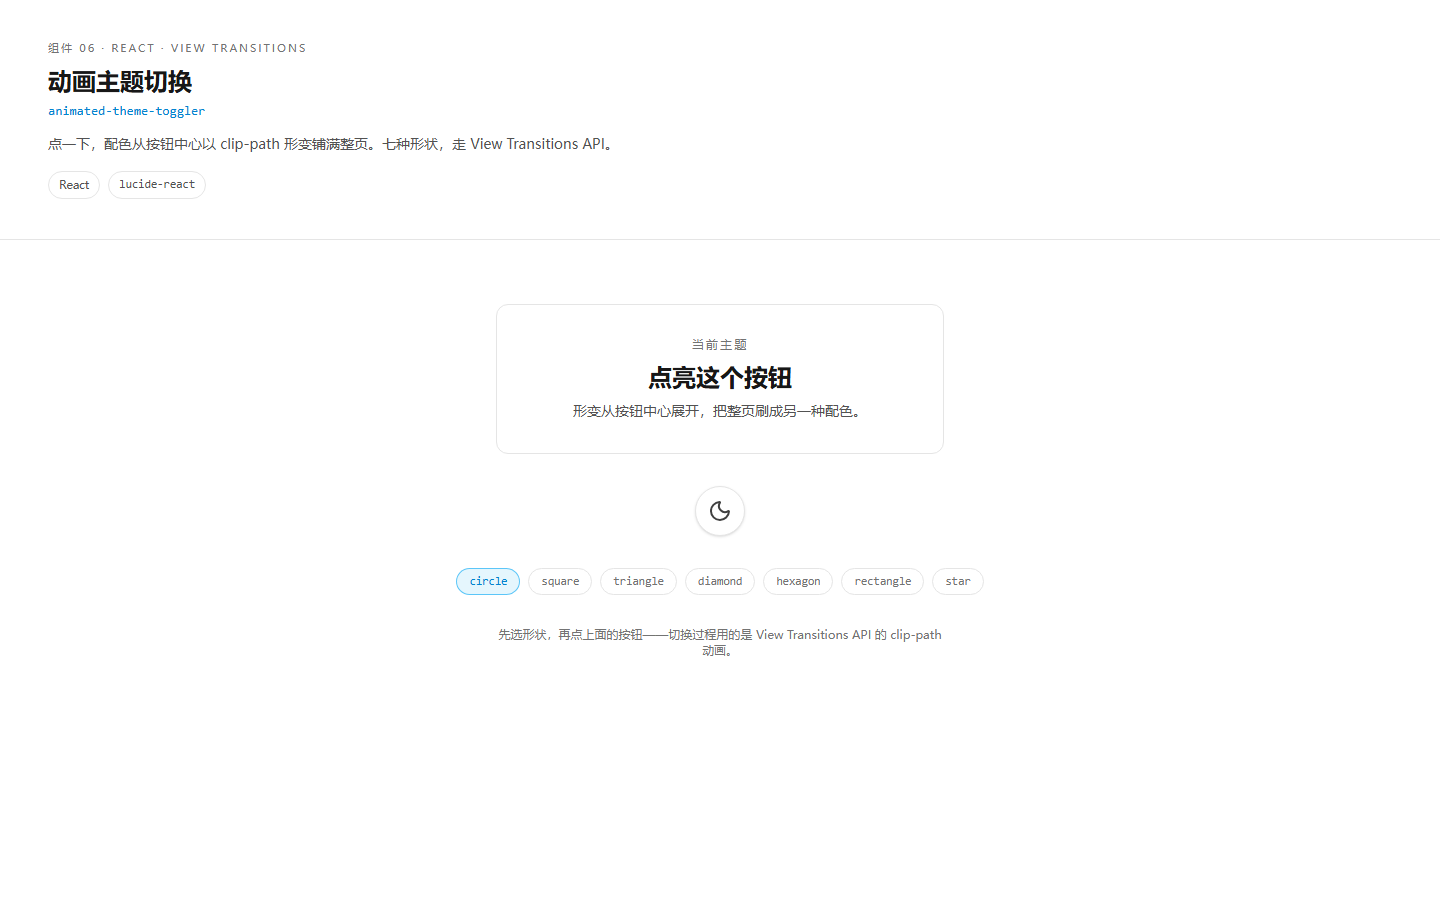 组件 06 · REACT · VIEW TRANSITIONS
动画主题切换
animated-theme-toggler
点一下，配色从按钮中心以 clip-path 形变铺满整页。七种形状，走 View Transitions API。
React
lucide-react
当前主题
点亮这个按钮
形变从按钮中心展开，把整页刷成另一种配色。
circle
square
triangle
diamond
hexagon
rectangle
star
先选形状，再点上面的按钮——切换过程用的是 View Transitions API 的 clip-path
动画。